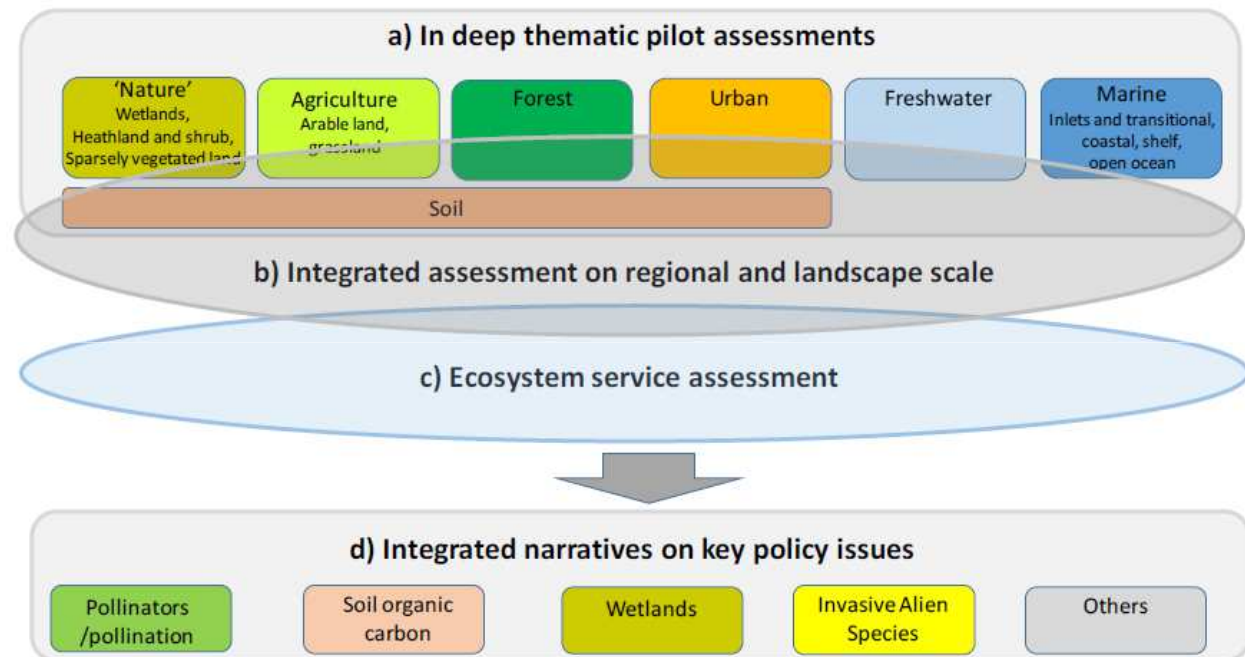 a) In deep thematic pilot assessments
'Nature'
Wetlands,
Heathland and shrub,
Sparsely vegetated land
Agriculture
Arable land,
grassland
Forest
Urban
Freshwater
Marine
Inlets and transitional,
coastal, shelf,
open ocean
Soil
b) Integrated assessment on regional and landscape scale
c) Ecosystem service assessment
d) Integrated narratives on key policy issues
Pollinators
/pollination
Soil organic
carbon
Wetlands
Invasive Alien
Species
Others